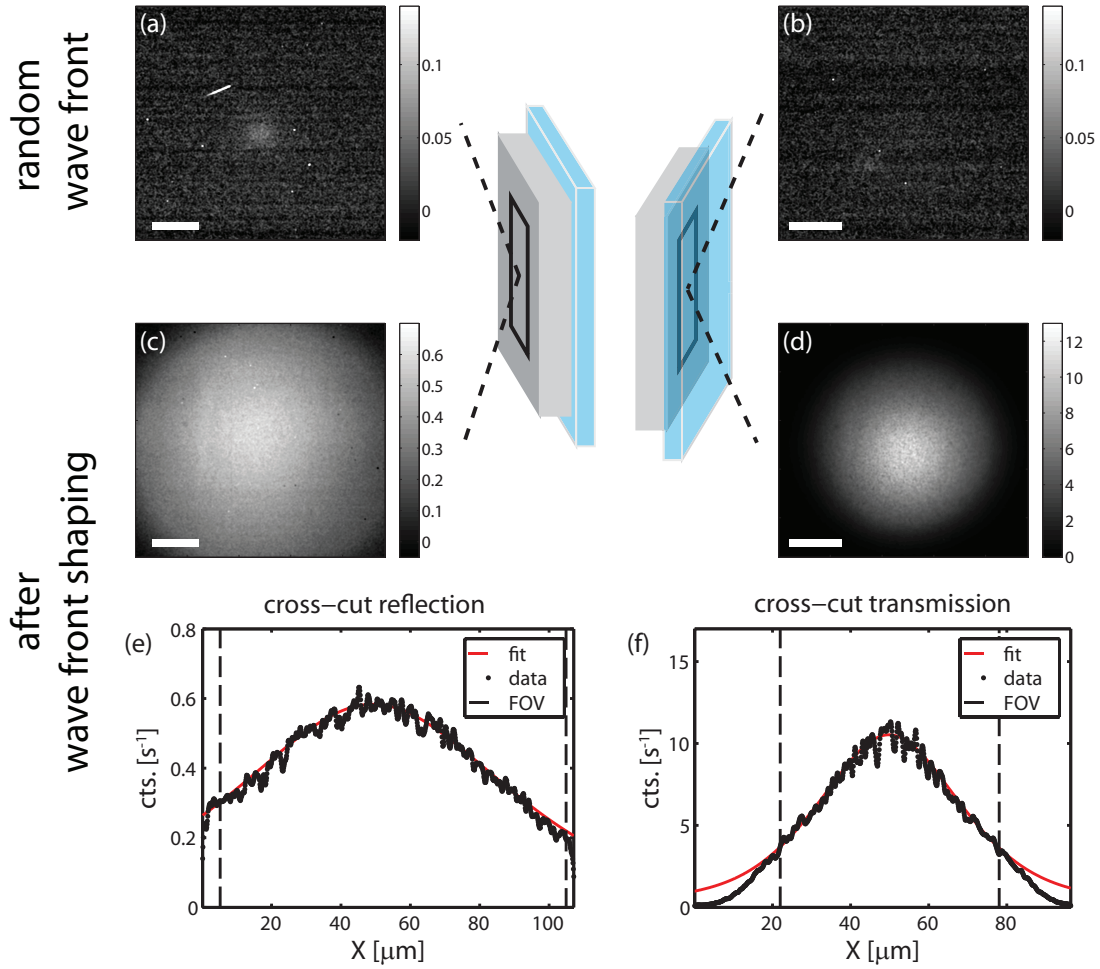 random
wave front
(a)
0.1
0.05
0
(b)
0.1
0.05
0
after
wave front shaping
(c)
0.6
0.5
0.4
0.3
0.2
0.1
0
(d)
12
10
8
6
4
2
0
cross–cut reflection
(e)
0.8
0.6
0.4
0.2
0
cts. [s⁻¹]
fit
data
FOV
0 20 40 60 80 100
X [μm]
cross–cut transmission
(f)
15
10
5
0
cts. [s⁻¹]
fit
data
FOV
20 40 60 80
X [μm]